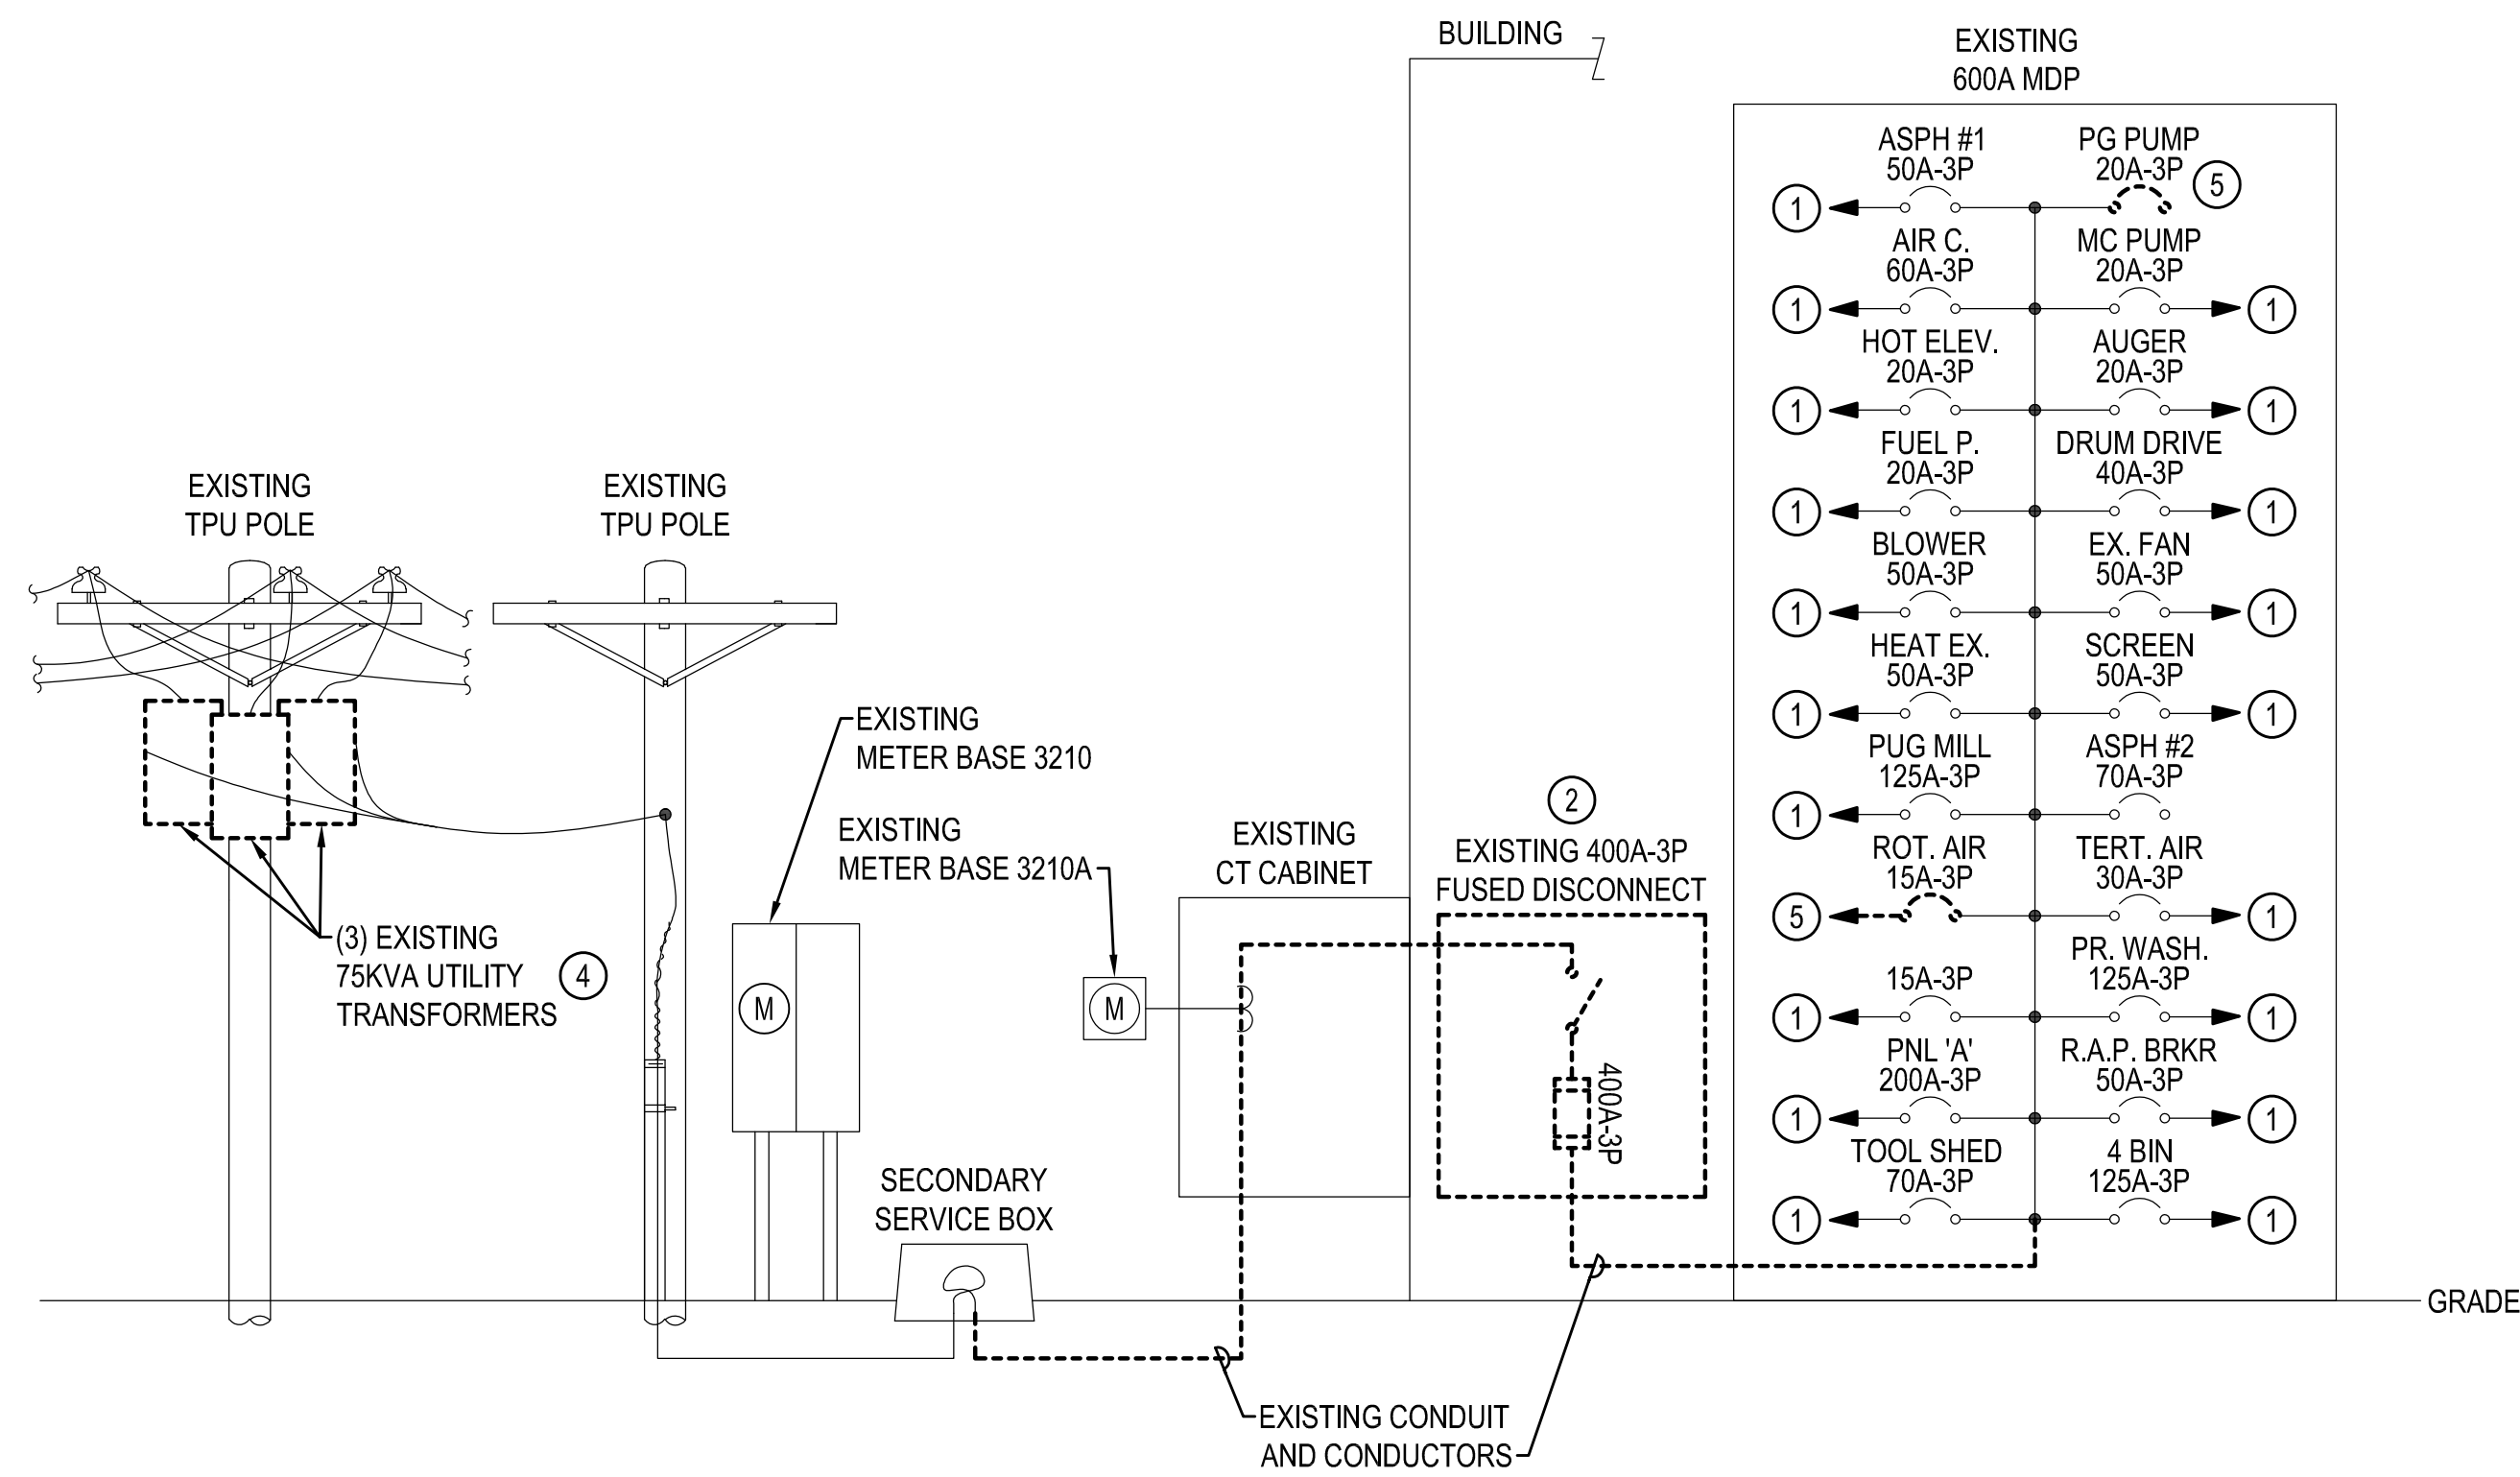 BUILDING
EXISTING
600A MDP
ASPH #1
50A-3P
PG PUMP
20A-3P
5
1
AIR C.
60A-3P
MC PUMP
20A-3P
1
1
HOT ELEV.
20A-3P
AUGER
20A-3P
1
1
FUEL P.
20A-3P
DRUM DRIVE
40A-3P
1
1
BLOWER
50A-3P
EX. FAN
50A-3P
1
1
HEAT EX.
50A-3P
SCREEN
50A-3P
1
1
PUG MILL
125A-3P
ASPH #2
70A-3P
1
ROT. AIR
15A-3P
TERT. AIR
30A-3P
5
1
15A-3P
PR. WASH.
125A-3P
1
1
PNL 'A'
200A-3P
R.A.P. BRKR
50A-3P
1
1
TOOL SHED
70A-3P
4 BIN
125A-3P
1
1
EXISTING
TPU POLE
EXISTING
TPU POLE
EXISTING
METER BASE 3210
EXISTING
METER BASE 3210A
EXISTING
CT CABINET
2
EXISTING 400A-3P
FUSED DISCONNECT
(3) EXISTING
75KVA UTILITY
TRANSFORMERS
4
M
M
400A-3P
SECONDARY
SERVICE BOX
GRADE
EXISTING CONDUIT
AND CONDUCTORS